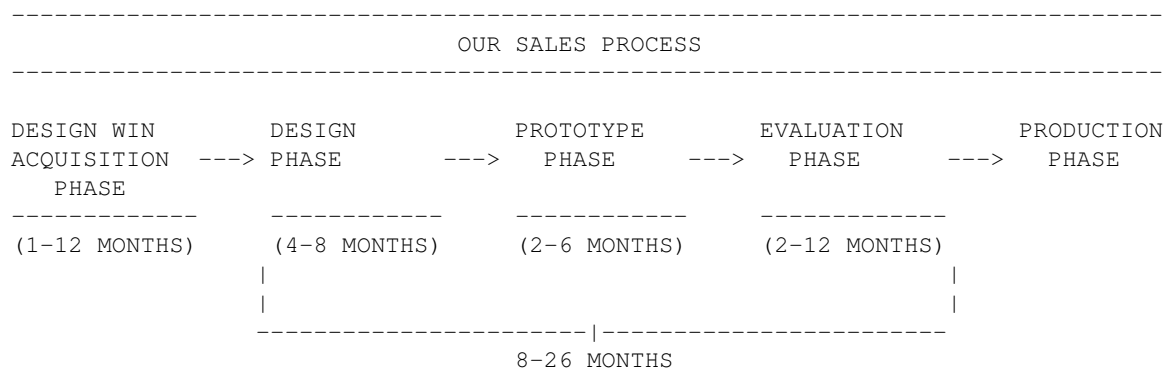 --------------------------------------------------------------------------------
OUR SALES PROCESS
--------------------------------------------------------------------------------
DESIGN WIN          DESIGN           PROTOTYPE        EVALUATION        PRODUCTION
ACQUISITION  ---> PHASE       --->   PHASE     --->   PHASE       --->   PHASE
PHASE
-------------     ------------     ------------     -------------
(1-12 MONTHS)     (4-8 MONTHS)     (2-6 MONTHS)     (2-12 MONTHS)
|                                                |
|                                                |
-----------------------|------------------------
8-26 MONTHS